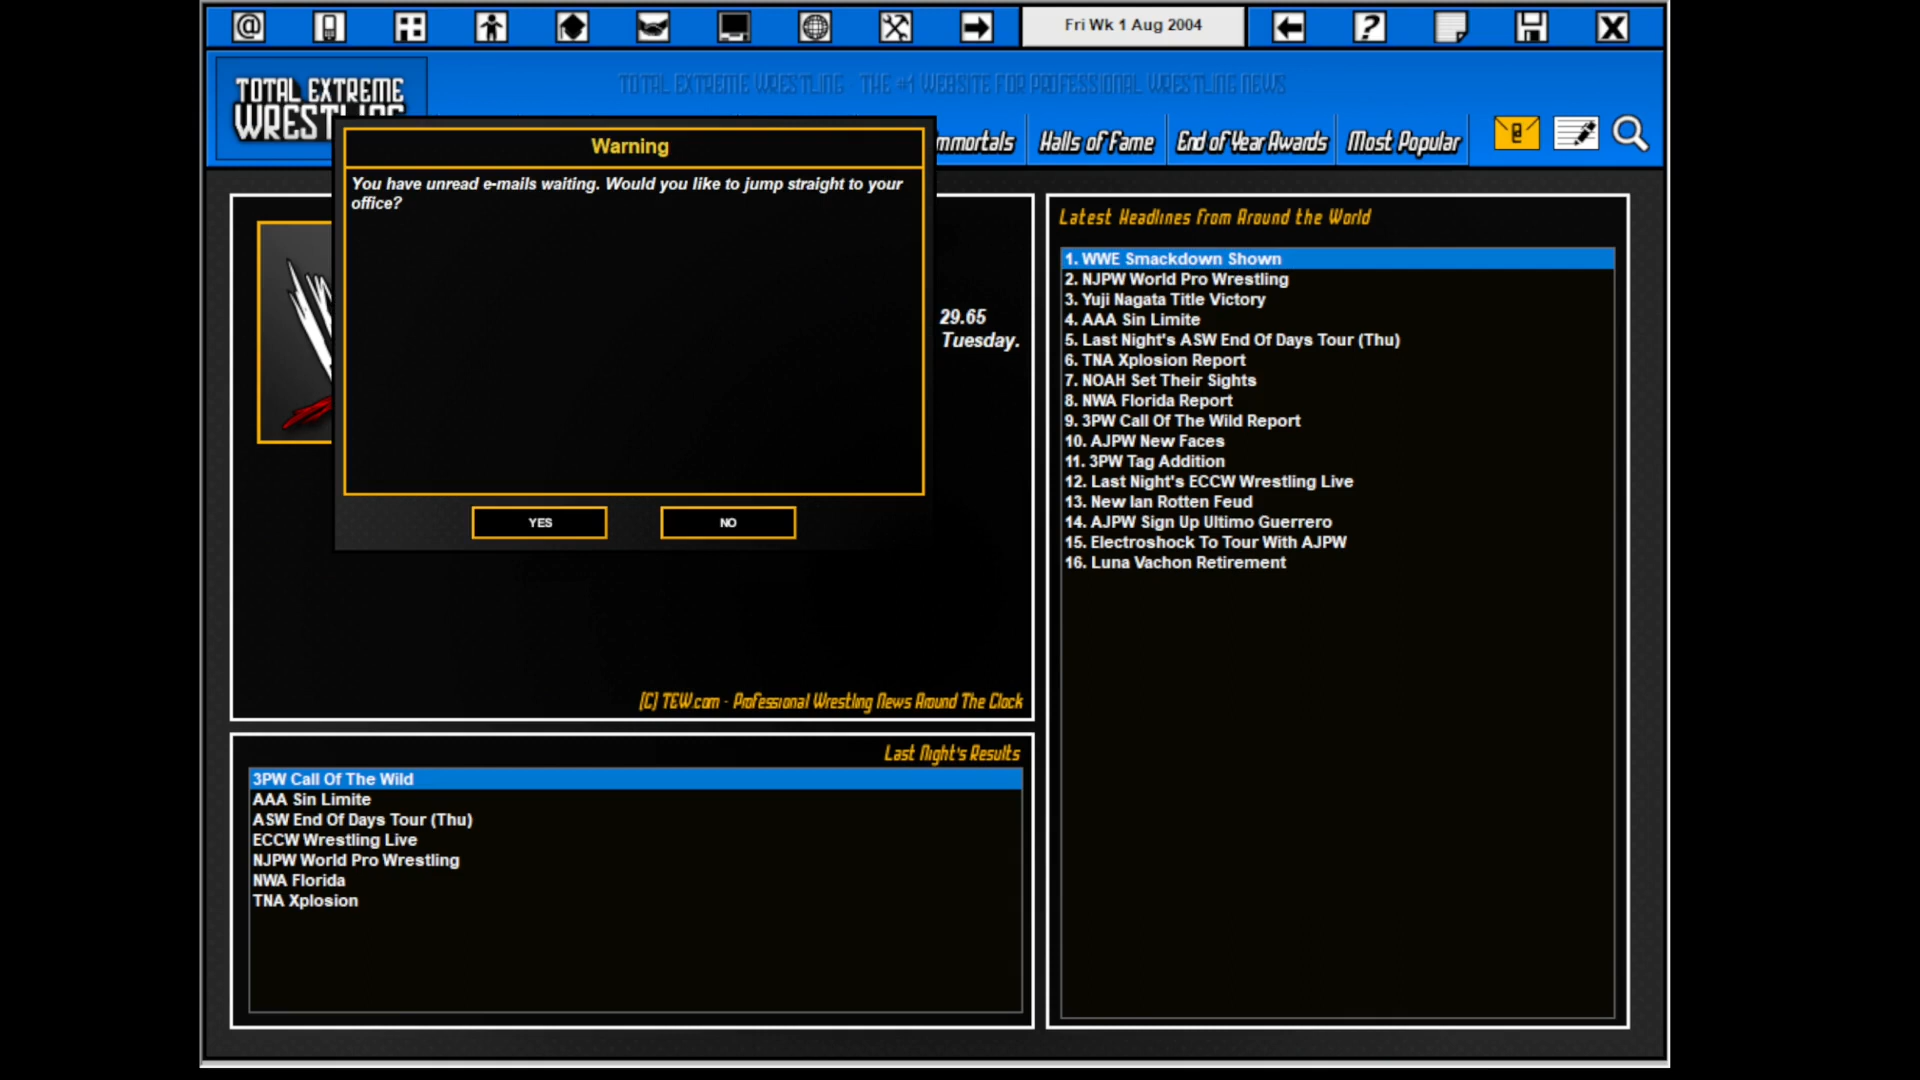 Fri Wk 1 Aug 2004
TOTAL EXTREME WRESTLING THE #1 WEBSITE FOR PROFESSIONAL WRESTLING NEWS
TOTAL EXTREME
WRESTLING
mmortals
Halls of Fame
End of Year Awards
Most Popular
Warning
You have unread e-mails waiting. Would you like to jump straight to your
office?
YES
NO
29.65
Tuesday.
(C) TEW.com - Professional Wrestling News Around The Clock
Last Night's Results
3PW Call Of The Wild
AAA Sin Limite
ASW End Of Days Tour (Thu)
ECCW Wrestling Live
NJPW World Pro Wrestling
NWA Florida
TNA Xplosion
Latest Headlines From Around the World
1. WWE Smackdown Shown
2. NJPW World Pro Wrestling
3. Yuji Nagata Title Victory
4. AAA Sin Limite
5. Last Night's ASW End Of Days Tour (Thu)
6. TNA Xplosion Report
7. NOAH Set Their Sights
8. NWA Florida Report
9. 3PW Call Of The Wild Report
10. AJPW New Faces
11. 3PW Tag Addition
12. Last Night's ECCW Wrestling Live
13. New Ian Rotten Feud
14. AJPW Sign Up Ultimo Guerrero
15. Electroshock To Tour With AJPW
16. Luna Vachon Retirement